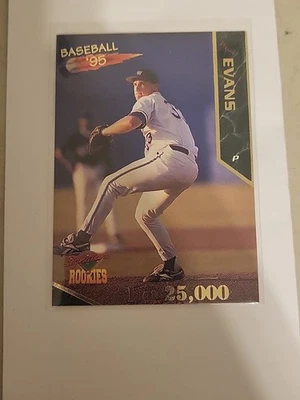 BASEBALL
'95
EVANS
P
ROOKIES
25,000